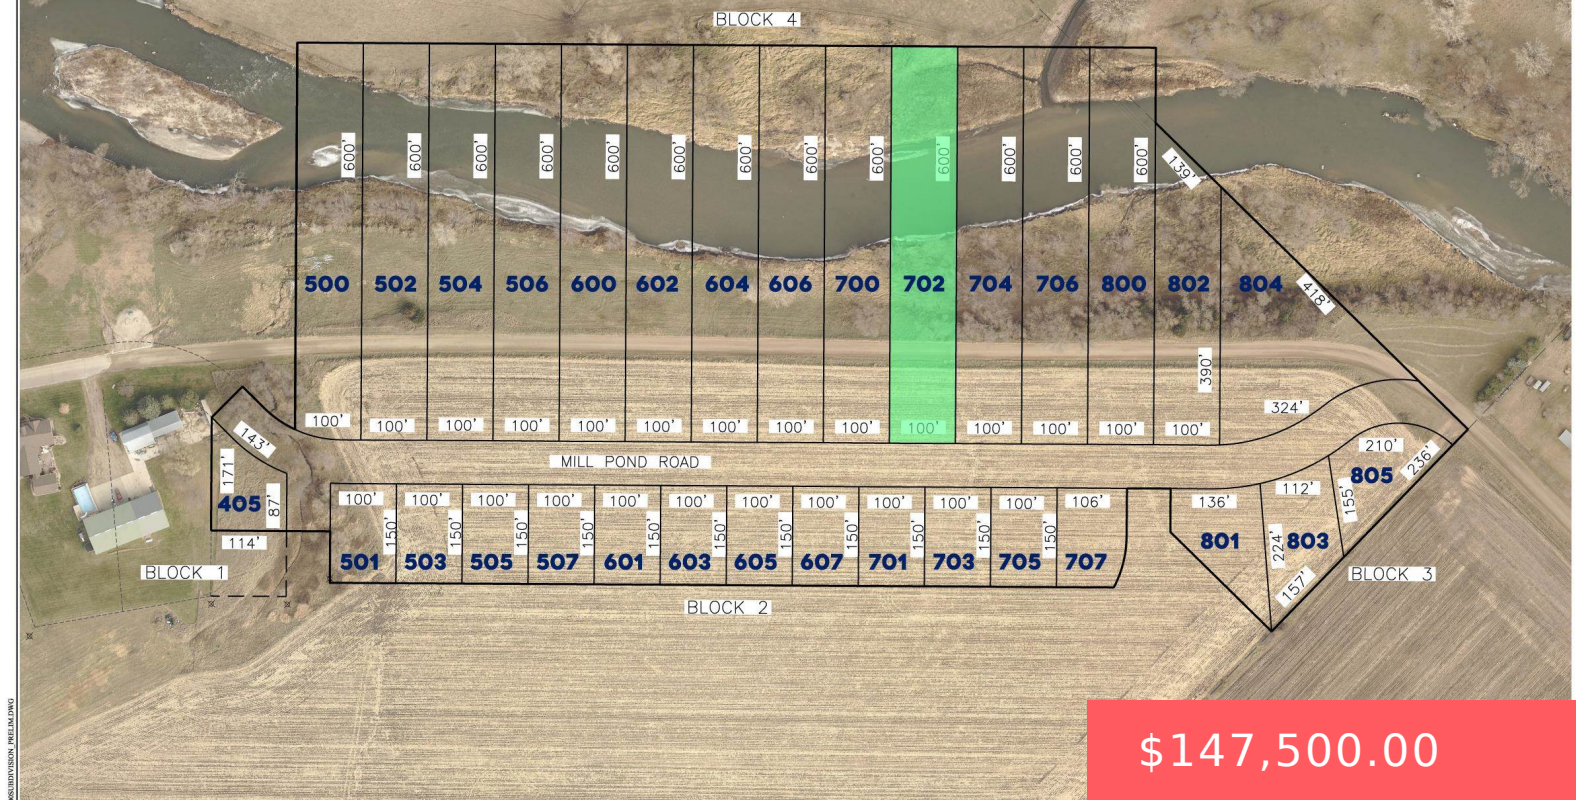 BLOCK 4
600' 600' 600' 600' 600' 600' 600' 600' 600' 600' 600' 600' 600' 139'
500 502 504 506 600 602 604 606 700 702 704 706 800 802 804 418'
390'
324'
100' 100' 100' 100' 100' 100' 100' 100' 100' 100' 100' 100' 100' 100'
MILL POND ROAD
143'
171'
405
87'
114'
BLOCK 1
100' 100' 100' 100' 100' 100' 100' 100' 100' 100' 100' 106'
150' 150' 150' 150' 150' 150' 150' 150' 150' 150' 150'
501 503 505 507 601 603 605 607 701 703 705 707
BLOCK 2
210'
236'
805
112'
155'
136'
801
224'
803
157'
BLOCK 3
$147,500.00
SUBDIVISION_PRELIM.DWG